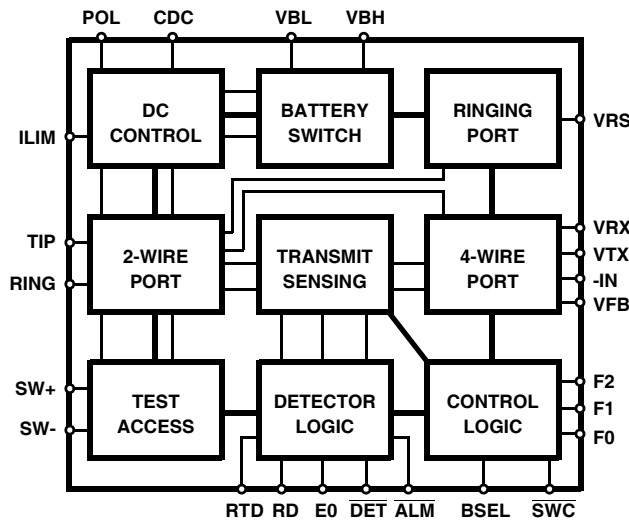 POL CDC VBL VBH
DC
CONTROL
BATTERY
SWITCH
RINGING
PORT
ILIM
VRS
2-WIRE
PORT
TRANSMIT
SENSING
4-WIRE
PORT
TIP
RING
VRX
VTX
-IN
VFB
TEST
ACCESS
DETECTOR
LOGIC
CONTROL
LOGIC
SW+
SW-
F2
F1
F0
RTD RD E0 DET ALM BSEL SWC